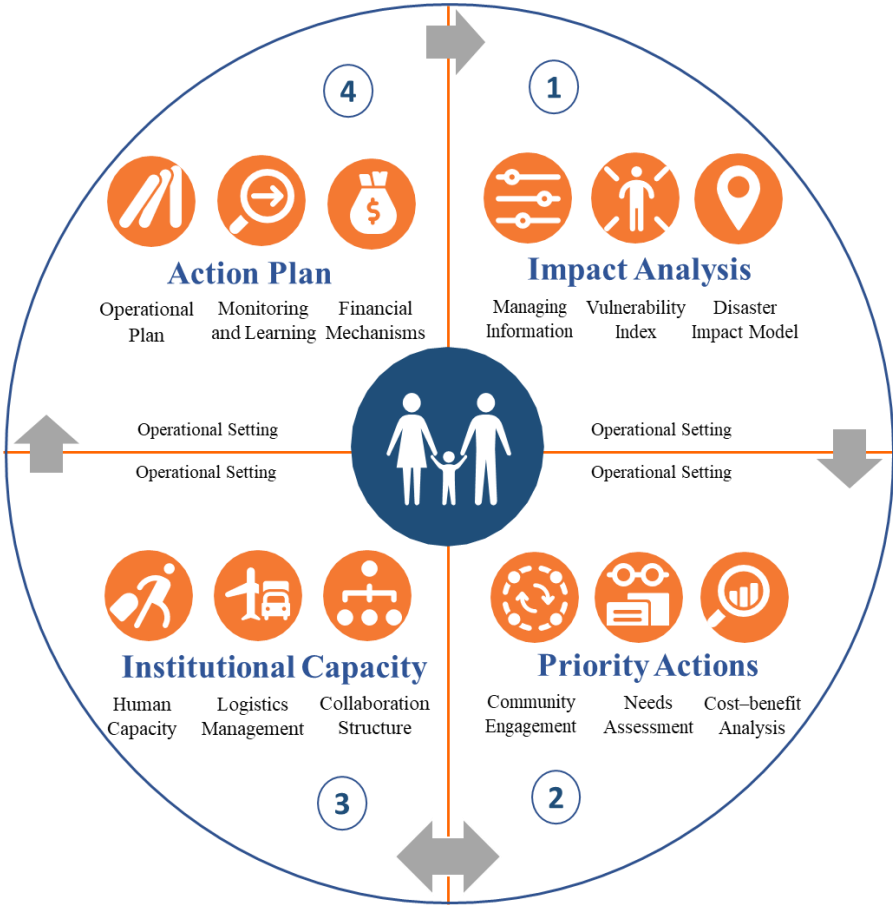 4
1
$
Action Plan
Operational
Plan
Monitoring
and Learning
Financial
Mechanisms
Impact Analysis
Managing
Information
Vulnerability
Index
Disaster
Impact Model
Operational Setting
Operational Setting
Operational Setting
Operational Setting
Institutional Capacity
Human
Capacity
Logistics
Management
Collaboration
Structure
Priority Actions
Community
Engagement
Needs
Assessment
Cost–benefit
Analysis
3
2